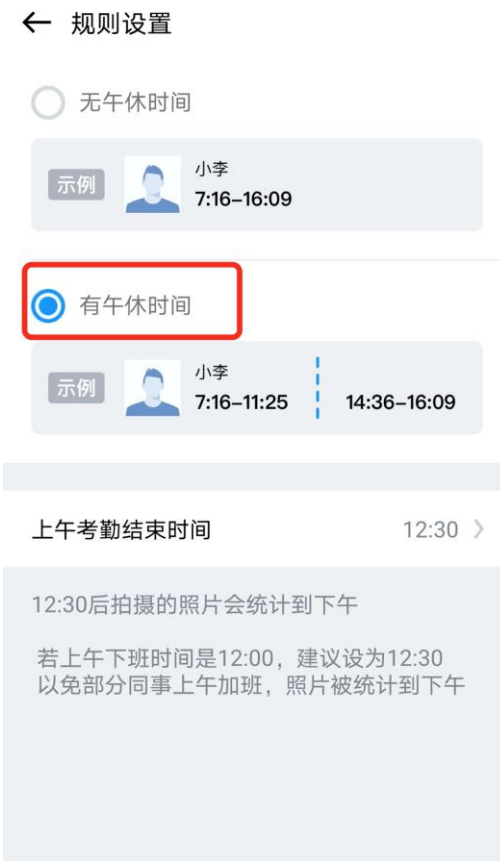 规则设置
无午休时间
示例
小李
7:16–16:09
有午休时间
示例
小李
7:16–11:25 14:36–16:09
上午考勤结束时间 12:30
12:30后拍摄的照片会统计到下午
若上午下班时间是12:00，建议设为12:30
以免部分同事上午加班，照片被统计到下午